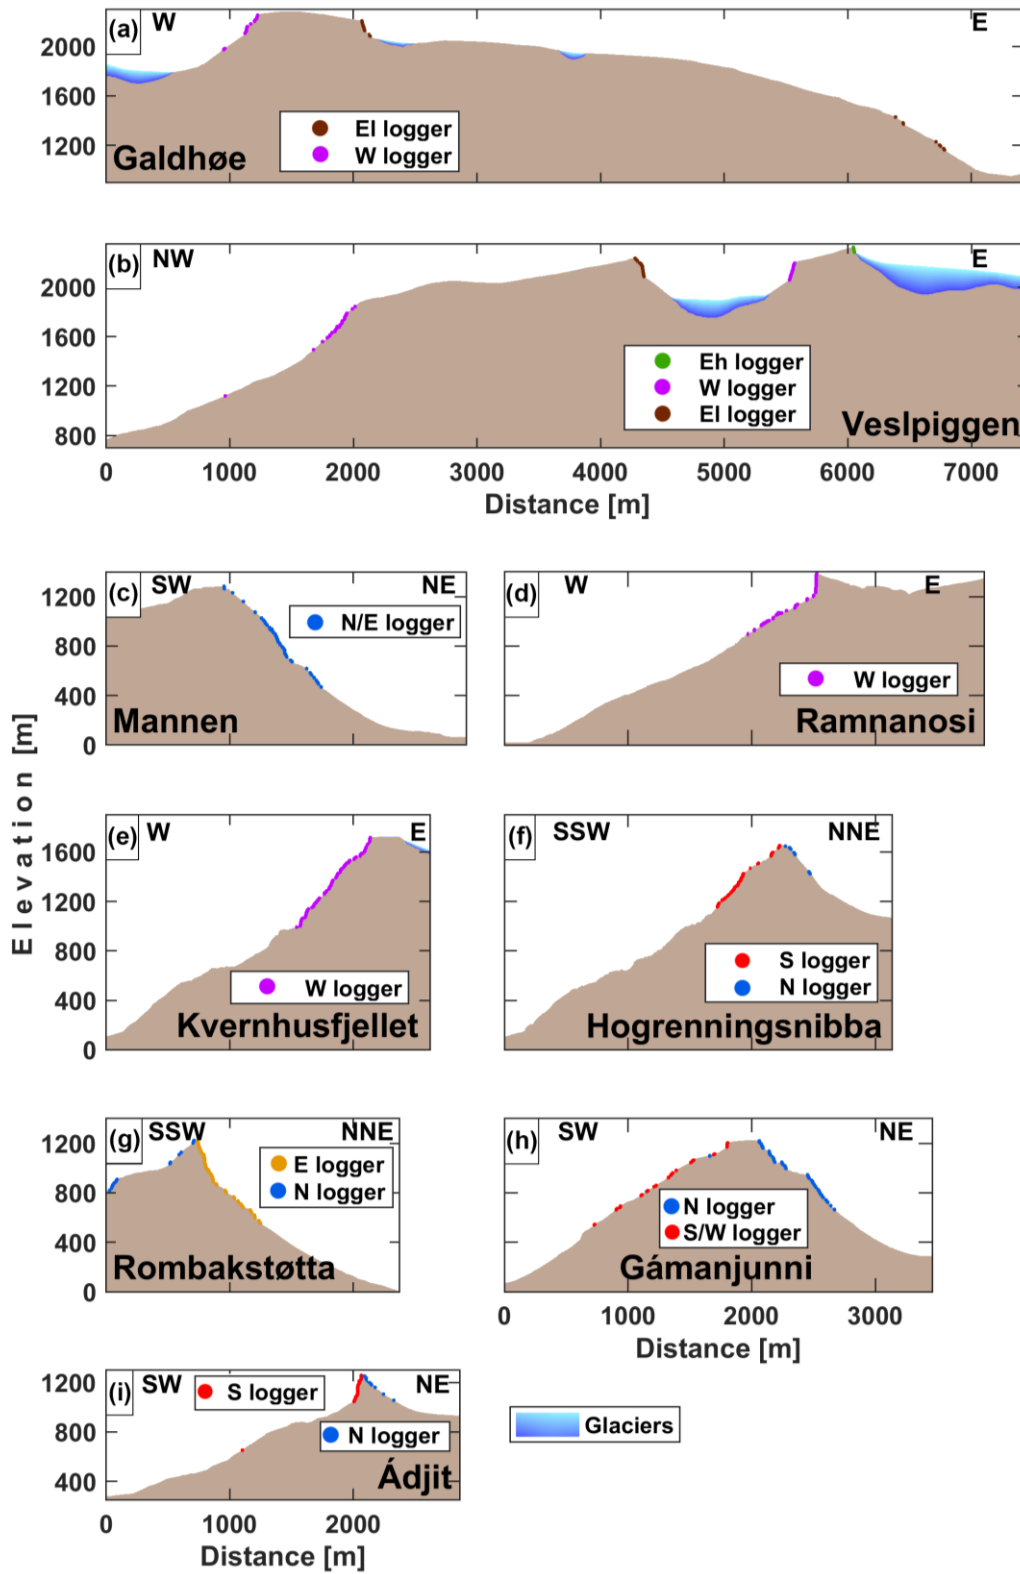 (a) W E
2000
1600
1200
El logger
W logger
Galdhøe
(b) NW E
2000
1600
1200
800
Eh logger
W logger
El logger
Veslpiggen
0 1000 2000 3000 4000 5000 6000 7000
Distance [m]
Elevation [m]
(c) SW NE
1200
800
400
0
N/E logger
Mannen
(d) W E
W logger
Ramnanosi
(e) W E
1600
1200
800
400
0
W logger
Kvernhusfjellet
(f) SSW NNE
S logger
N logger
Hogrenningsnibba
(g) SSW NNE
1200
800
400
0
E logger
N logger
Rombakstøtta
(h) SW NE
N logger
S/W logger
Gámanjunni
0 1000 2000 3000
Distance [m]
(i) SW NE
1200
800
400
S logger
N logger
Ádjit
0 1000 2000
Distance [m]
Glaciers